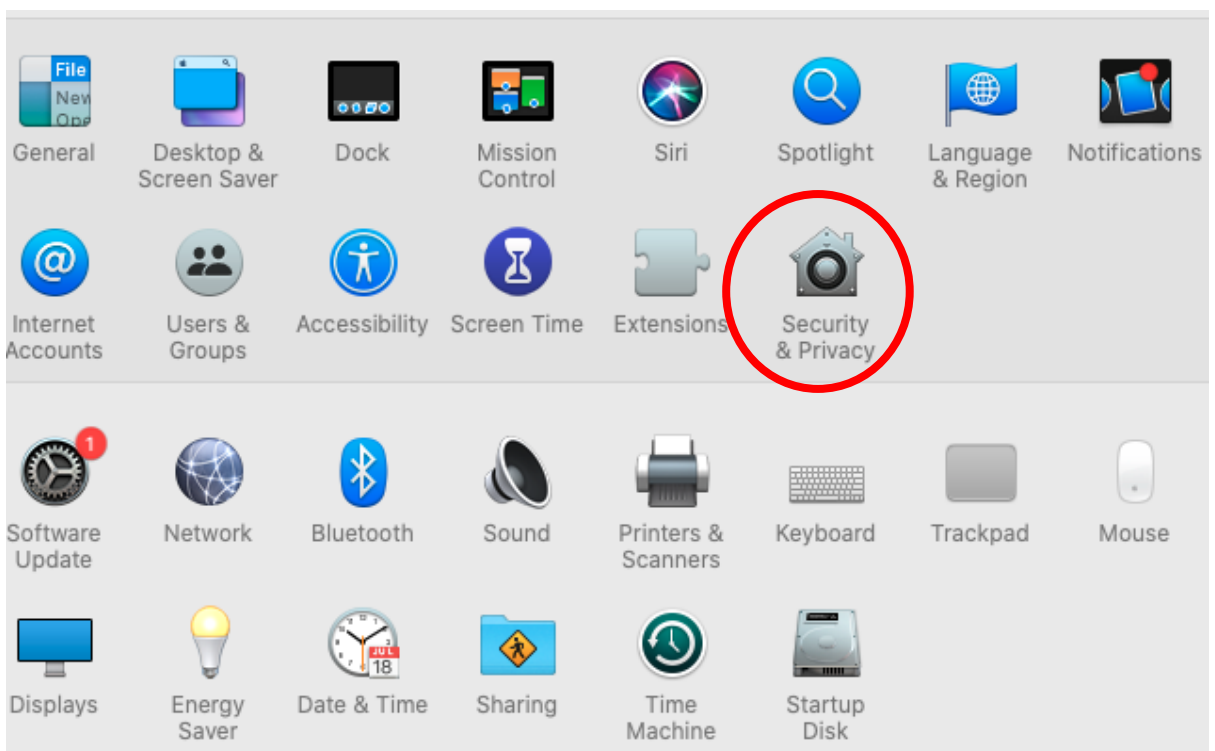 File
New
Ope
General
Desktop &
Screen Saver
Dock
Mission
Control
Siri
Spotlight
Language
& Region
Notifications
Internet
Accounts
Users &
Groups
Accessibility
Screen Time
Extensions
Security
& Privacy
1
Software
Update
Network
Bluetooth
Sound
Printers &
Scanners
Keyboard
Trackpad
Mouse
JUL
18
Displays
Energy
Saver
Date & Time
Sharing
Time
Machine
Startup
Disk